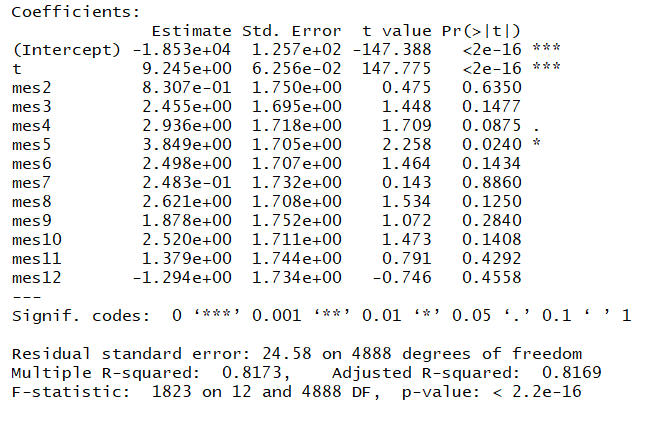 Coefficients:
Estimate Std. Error t value Pr(>|t|)
(Intercept) -1.853e+04 1.257e+02 -147.388 <2e-16 ***
t 9.245e+00 6.256e-02 147.775 <2e-16 ***
mes2 8.307e-01 1.750e+00 0.475 0.6350
mes3 2.455e+00 1.695e+00 1.448 0.1477
mes4 2.936e+00 1.718e+00 1.709 0.0875 .
mes5 3.849e+00 1.705e+00 2.258 0.0240 *
mes6 2.498e+00 1.707e+00 1.464 0.1434
mes7 2.483e-01 1.732e+00 0.143 0.8860
mes8 2.621e+00 1.708e+00 1.534 0.1250
mes9 1.878e+00 1.752e+00 1.072 0.2840
mes10 2.520e+00 1.711e+00 1.473 0.1408
mes11 1.379e+00 1.744e+00 0.791 0.4292
mes12 -1.294e+00 1.734e+00 -0.746 0.4558
---
Signif. codes: 0 ‘***’ 0.001 ‘**’ 0.01 ‘*’ 0.05 ‘.’ 0.1 ‘ ’ 1
Residual standard error: 24.58 on 4888 degrees of freedom
Multiple R-squared: 0.8173, Adjusted R-squared: 0.8169
F-statistic: 1823 on 12 and 4888 DF, p-value: < 2.2e-16